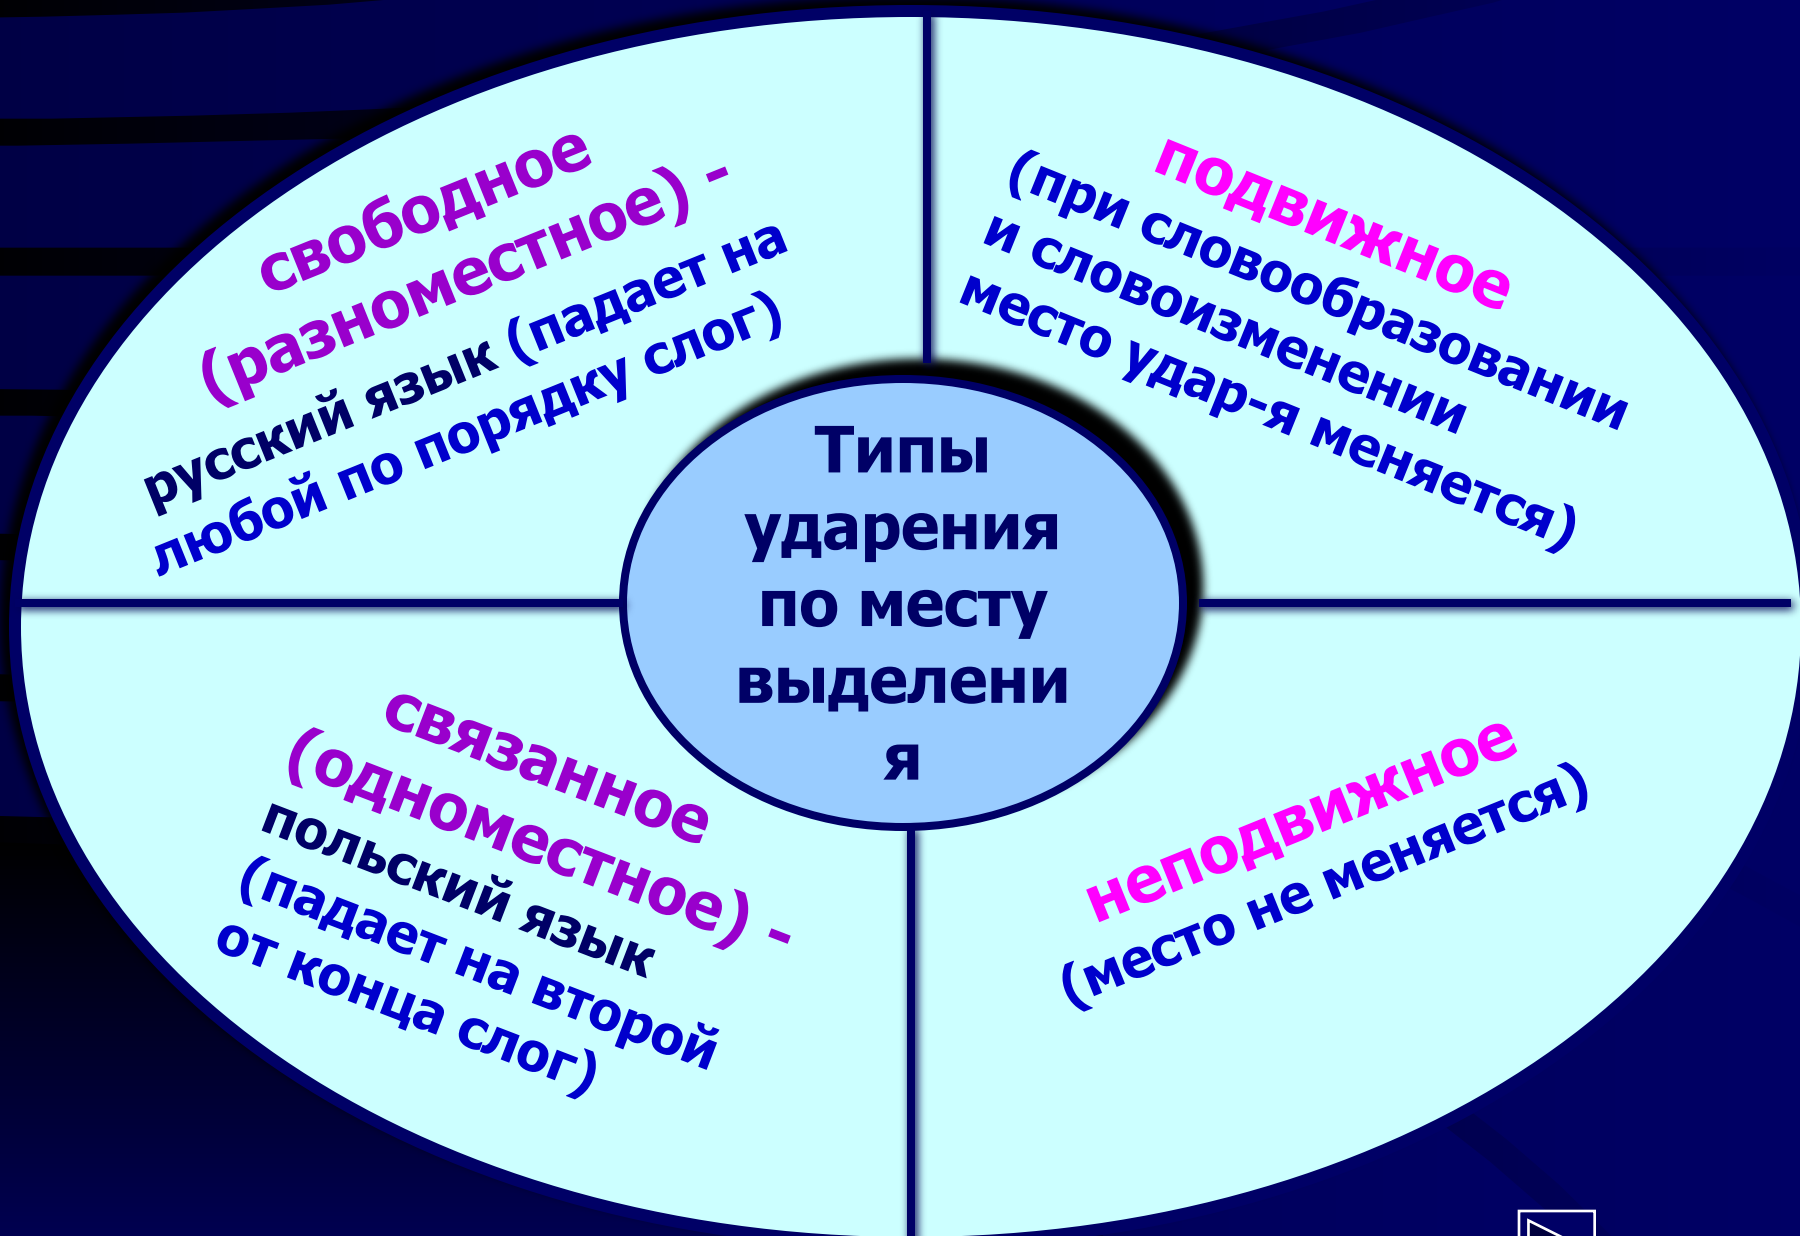 свободное
(разноместное) -
русский язык (падает на
любой по порядку слог)
подвижное
(при словообразовании
и словоизменении
место удар-я меняется)
Типы
ударения
по месту
выделени
я
связанное
(одноместное) -
польский язык
(падает на второй
от конца слог)
неподвижное
(место не меняется)